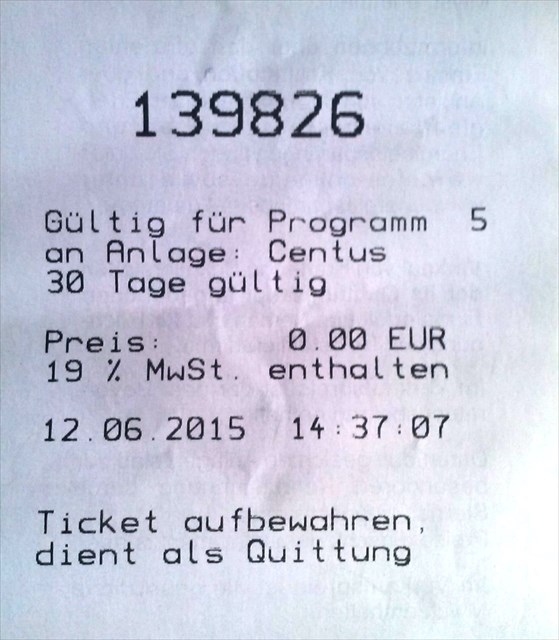 139826
Gültig für Programm 5
an Anlage: Centus
30 Tage gültig
Preis: 0.00 EUR
19 % MwSt. enthalten
12.06.2015 14:37:07
Ticket aufbewahren,
dient als Quittung